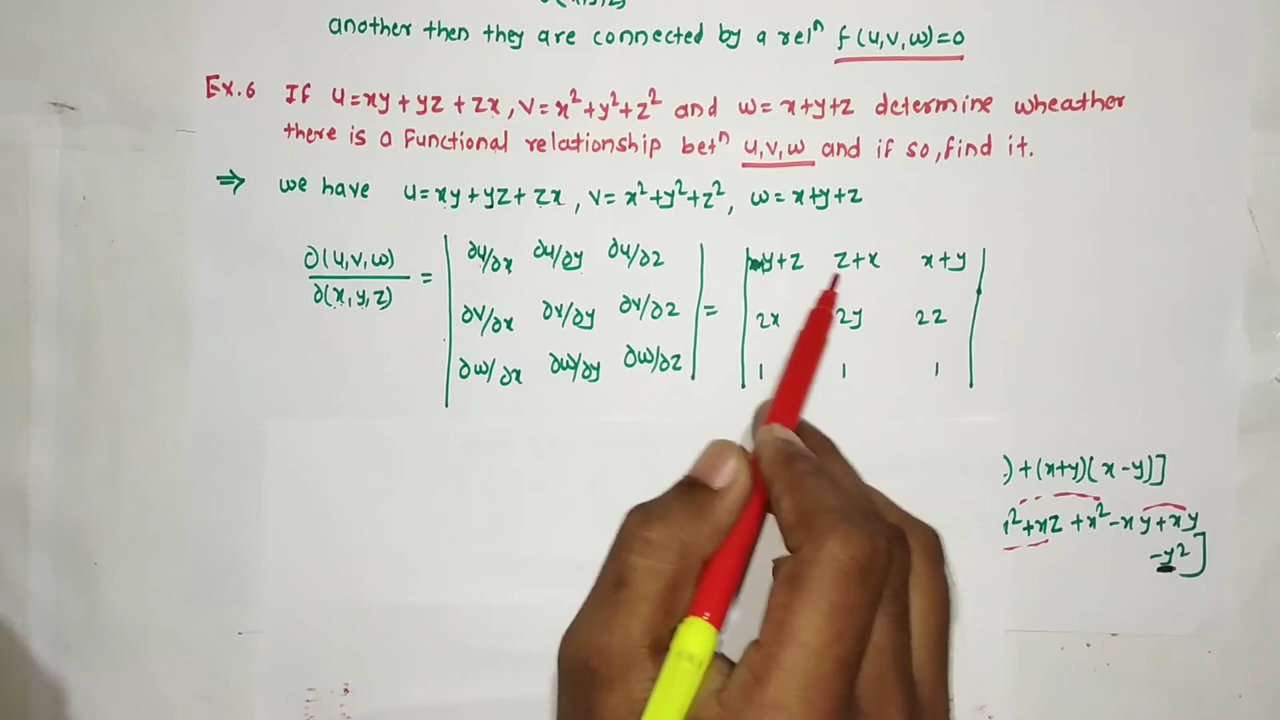 another then they are connected by a relⁿ f(u,v,w)=0
Ex.6 If u=xy+yz+zx, v=x²+y²+z² and w=x+y+z determine wheather
there is a functional relationship betⁿ u,v,w and if so, find it.
⇒ we have u=xy+yz+zx, v=x²+y²+z², w=x+y+z
∂(u,v,w)/∂(x,y,z) = | ∂u/∂x ∂u/∂y ∂u/∂z | = | y+z z+x x+y |
| ∂v/∂x ∂v/∂y ∂v/∂z | | 2x 2y 2z |
| ∂w/∂x ∂w/∂y ∂w/∂z | | 1 1 1 |
)+(x+y)(x-y)]
²+xz+x²-xy+xy
-y²]